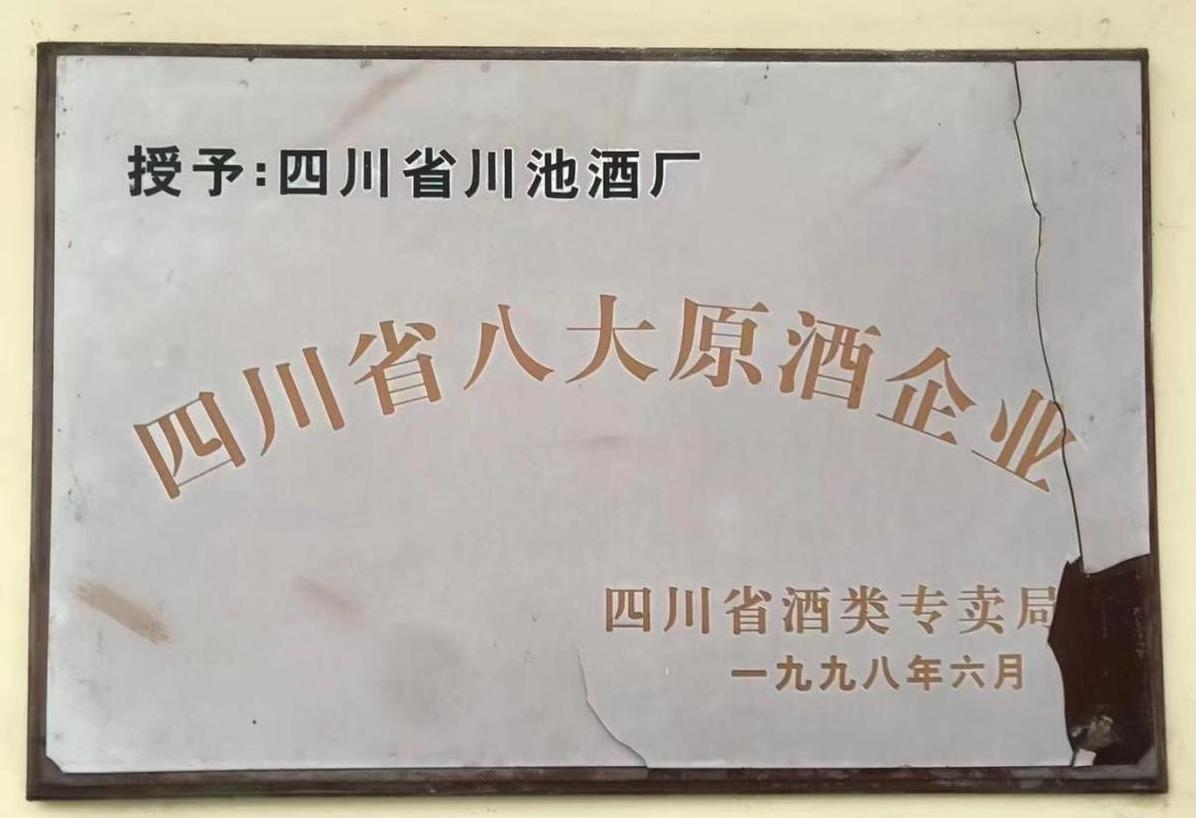 授予:四川省川池酒厂
四川省八大原酒企业
四川省酒类专卖局
一九九八年六月